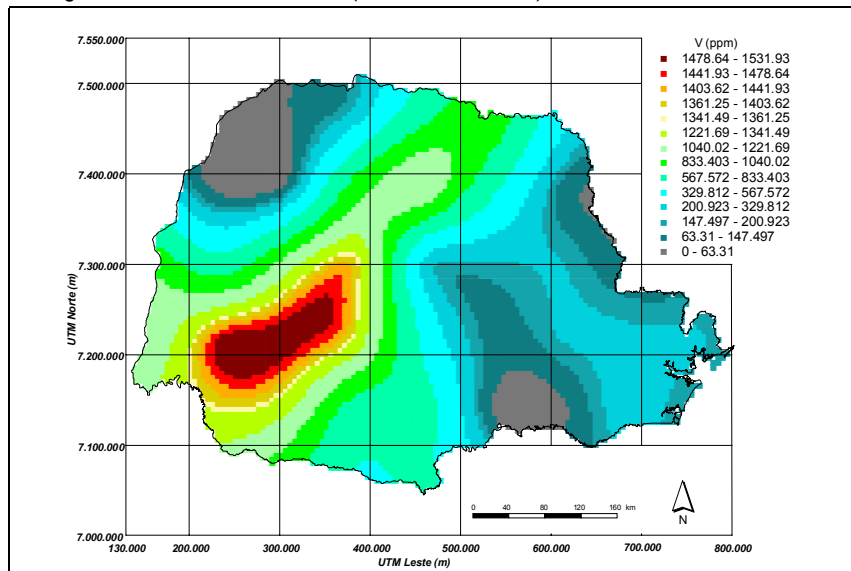 7.550.000
V (ppm)
1478.64 - 1531.93
1441.93 - 1478.64
1403.62 - 1441.93
1361.25 - 1403.62
1341.49 - 1361.25
1221.69 - 1341.49
1040.02 - 1221.69
833.403 - 1040.02
567.572 - 833.403
329.812 - 567.572
200.923 - 329.812
147.497 - 200.923
63.31 - 147.497
0 - 63.31
7.500.000
7.400.000
7.300.000
UTM Norte (m)
7.200.000
7.100.000
7.000.000
0 40 80 120 160 km
N
130.000 200.000 300.000 400.000 500.000 600.000 700.000 800.000
UTM Leste (m)